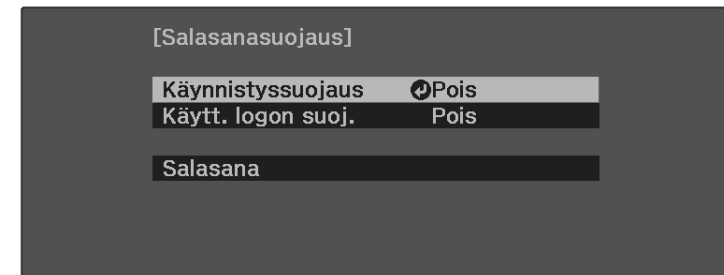 [Salasanasuojaus]
Käynnistyssuojaus Pois
Käytt. logon suoj. Pois
Salasana